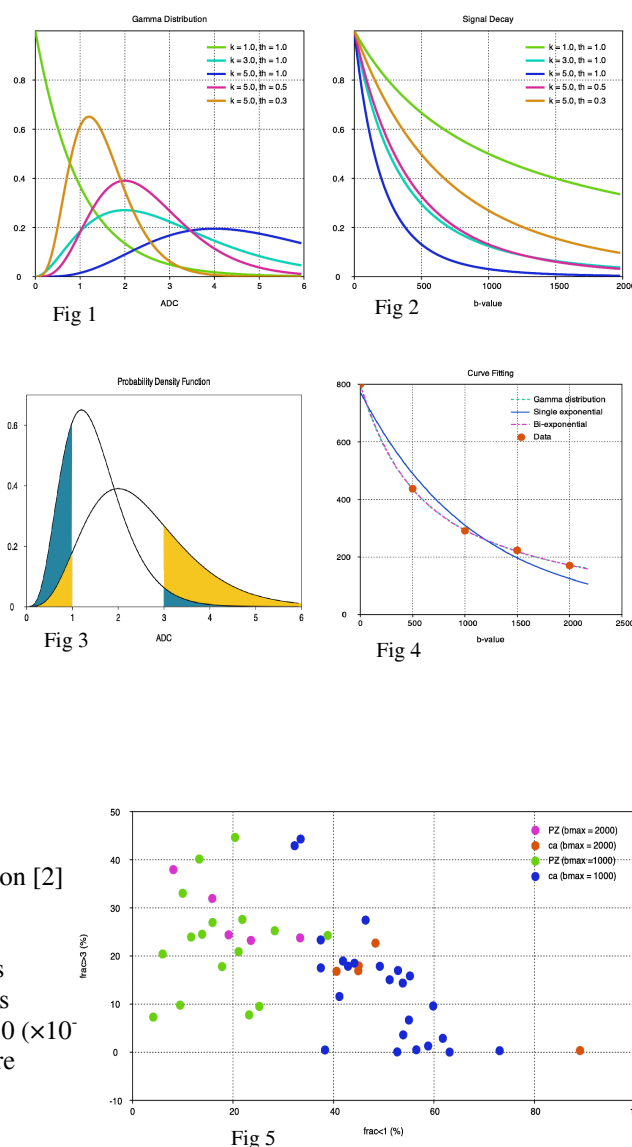 Gamma Distribution
k = 1.0, th = 1.0
k = 3.0, th = 1.0
k = 5.0, th = 1.0
k = 5.0, th = 0.5
k = 5.0, th = 0.3
0.8
0.6
0.4
0.2
0
0 1 2 3 4 5 6
ADC
Fig 1
Signal Decay
k = 1.0, th = 1.0
k = 3.0, th = 1.0
k = 5.0, th = 1.0
k = 5.0, th = 0.5
k = 5.0, th = 0.3
0.8
0.6
0.4
0.2
0
0 500 1000 1500 2000
b-value
Fig 2
Probability Density Function
0.6
0.4
0.2
0
0 1 2 3 4 5 6
ADC
Fig 3
Curve Fitting
Gamma distribution
Single exponential
Bi-exponential
Data
800
600
400
200
0
0 500 1000 1500 2000 2500
b-value
Fig 4
on [2]
s
s
0 (×10-
re
PZ (bmax = 2000)
ca (bmax = 2000)
PZ (bmax =1000)
ca (bmax = 1000)
50
40
30
20
10
0
-10
frac>3 (%)
0 20 40 60 80
frac<1 (%)
Fig 5